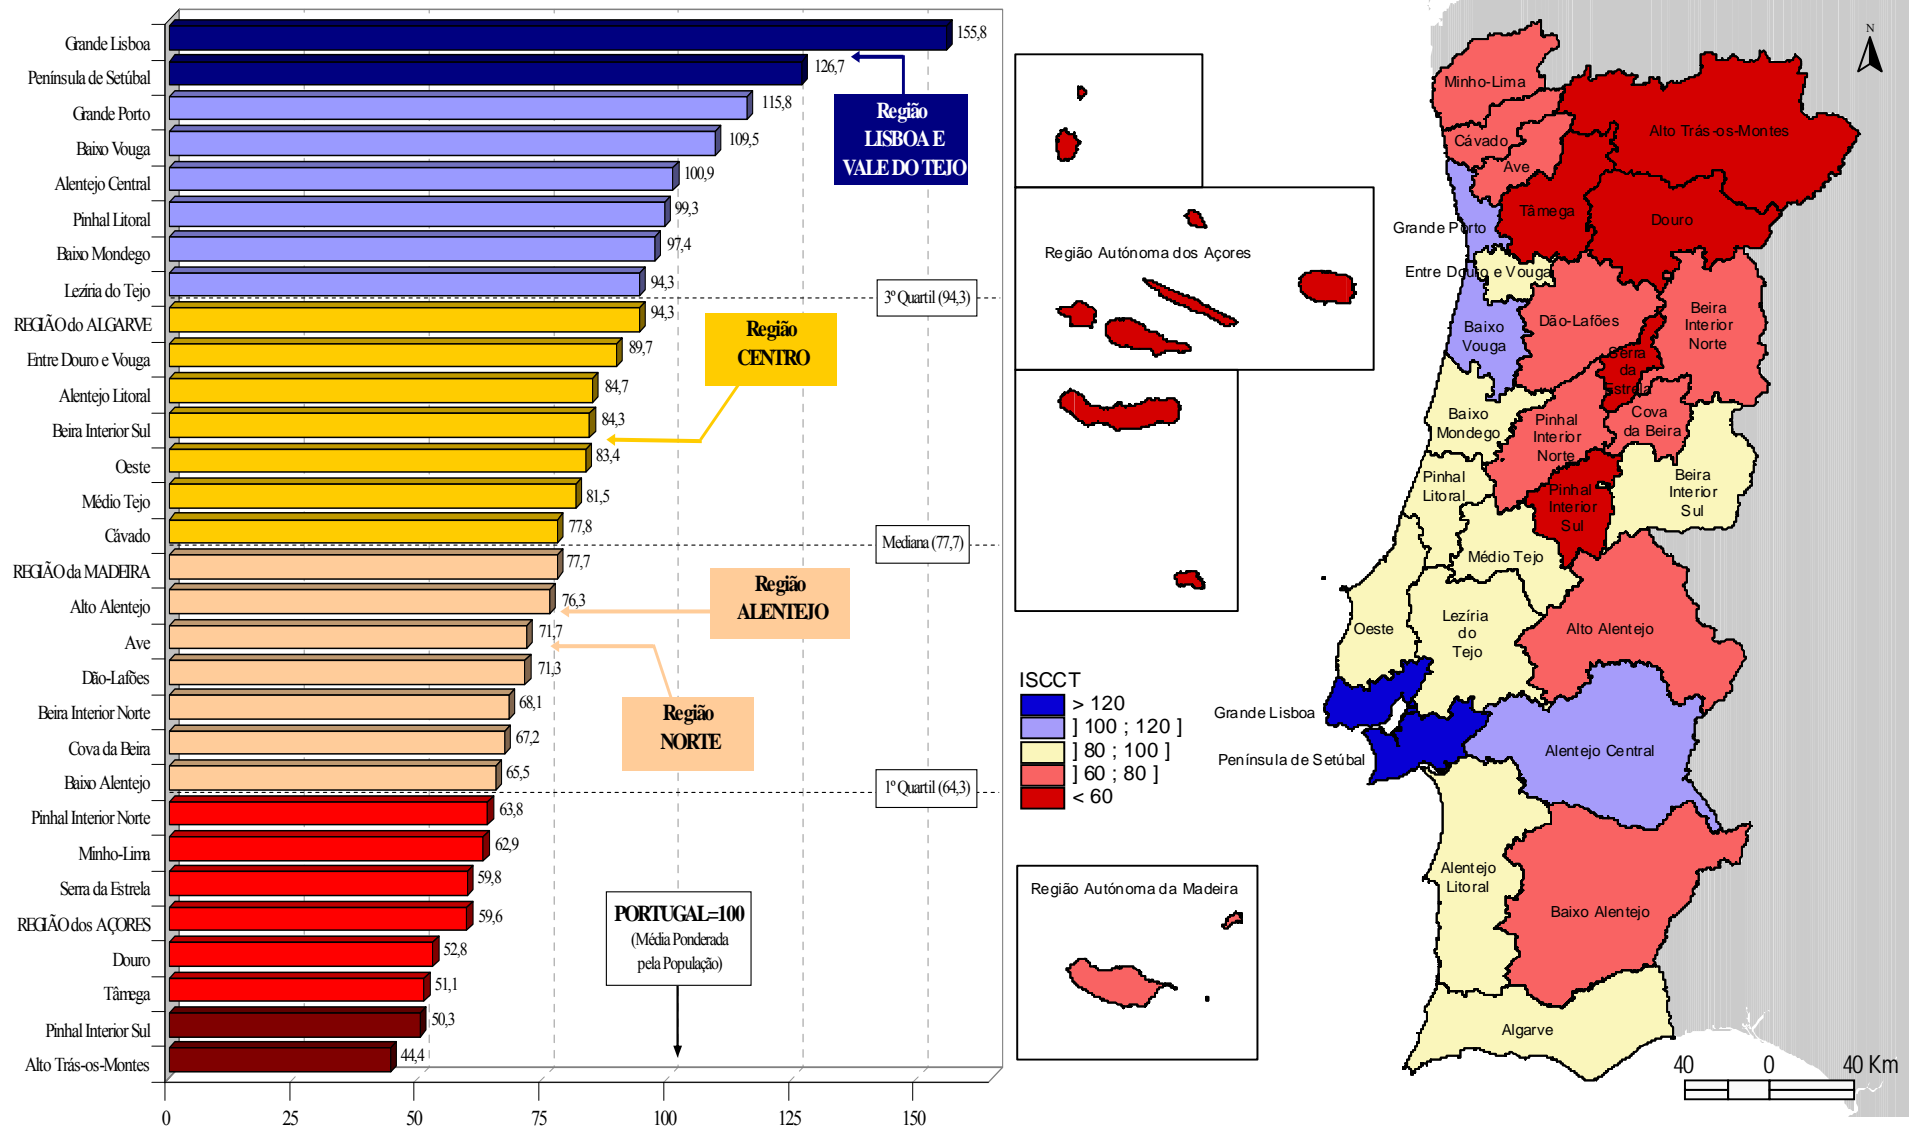 Grande Lisboa 155,8
Península de Setúbal 126,7
Grande Porto 115,8
Baixo Vouga 109,5
Alentejo Central 100,9
Pinhal Litoral 99,3
Baixo Mondego 97,4
Lezíria do Tejo 94,3
REGIÃO do ALGARVE 94,3
Entre Douro e Vouga 89,7
Alentejo Litoral 84,7
Beira Interior Sul 84,3
Oeste 83,4
Médio Tejo 81,5
Cávado 77,8
REGIÃO da MADEIRA 77,7
Alto Alentejo 76,3
Ave 71,7
Dão-Lafões 71,3
Beira Interior Norte 68,1
Cova da Beira 67,2
Baixo Alentejo 65,5
Pinhal Interior Norte 63,8
Minho-Lima 62,9
Serra da Estrela 59,8
REGIÃO dos AÇORES 59,6
Douro 52,8
Tâmega 51,1
Pinhal Interior Sul 50,3
Alto Trás-os-Montes 44,4
0 25 50 75 100 125 150
Região
LISBOA E
VALE DO TEJO
3º Quartil (94,3)
Região
CENTRO
Mediana (77,7)
Região
ALENTEJO
Região
NORTE
1º Quartil (64,3)
PORTUGAL=100
(Média Ponderada
pela População)
Região Autónoma dos Açores
ISCCT
> 120
] 100 ; 120 ]
] 80 ; 100 ]
] 60 ; 80 ]
< 60
Região Autónoma da Madeira
N
Minho-Lima
Alto Trás-os-Montes
Cávado
Ave
Tâmega
Douro
Grande Porto
Entre Douro e Vouga
Dão-Lafões
Beira
Interior
Norte
Baixo
Vouga
Serra
da
Estrela
Baixo
Mondego
Pinhal
Interior
Norte
Cova
da Beira
Pinhal
Litoral
Pinhal
Interior
Sul
Beira
Interior
Sul
Médio Tejo
Oeste
Lezíria
do
Tejo
Alto Alentejo
Grande Lisboa
Península de Setúbal
Alentejo Central
Alentejo
Litoral
Baixo Alentejo
Algarve
40 0 40 Km